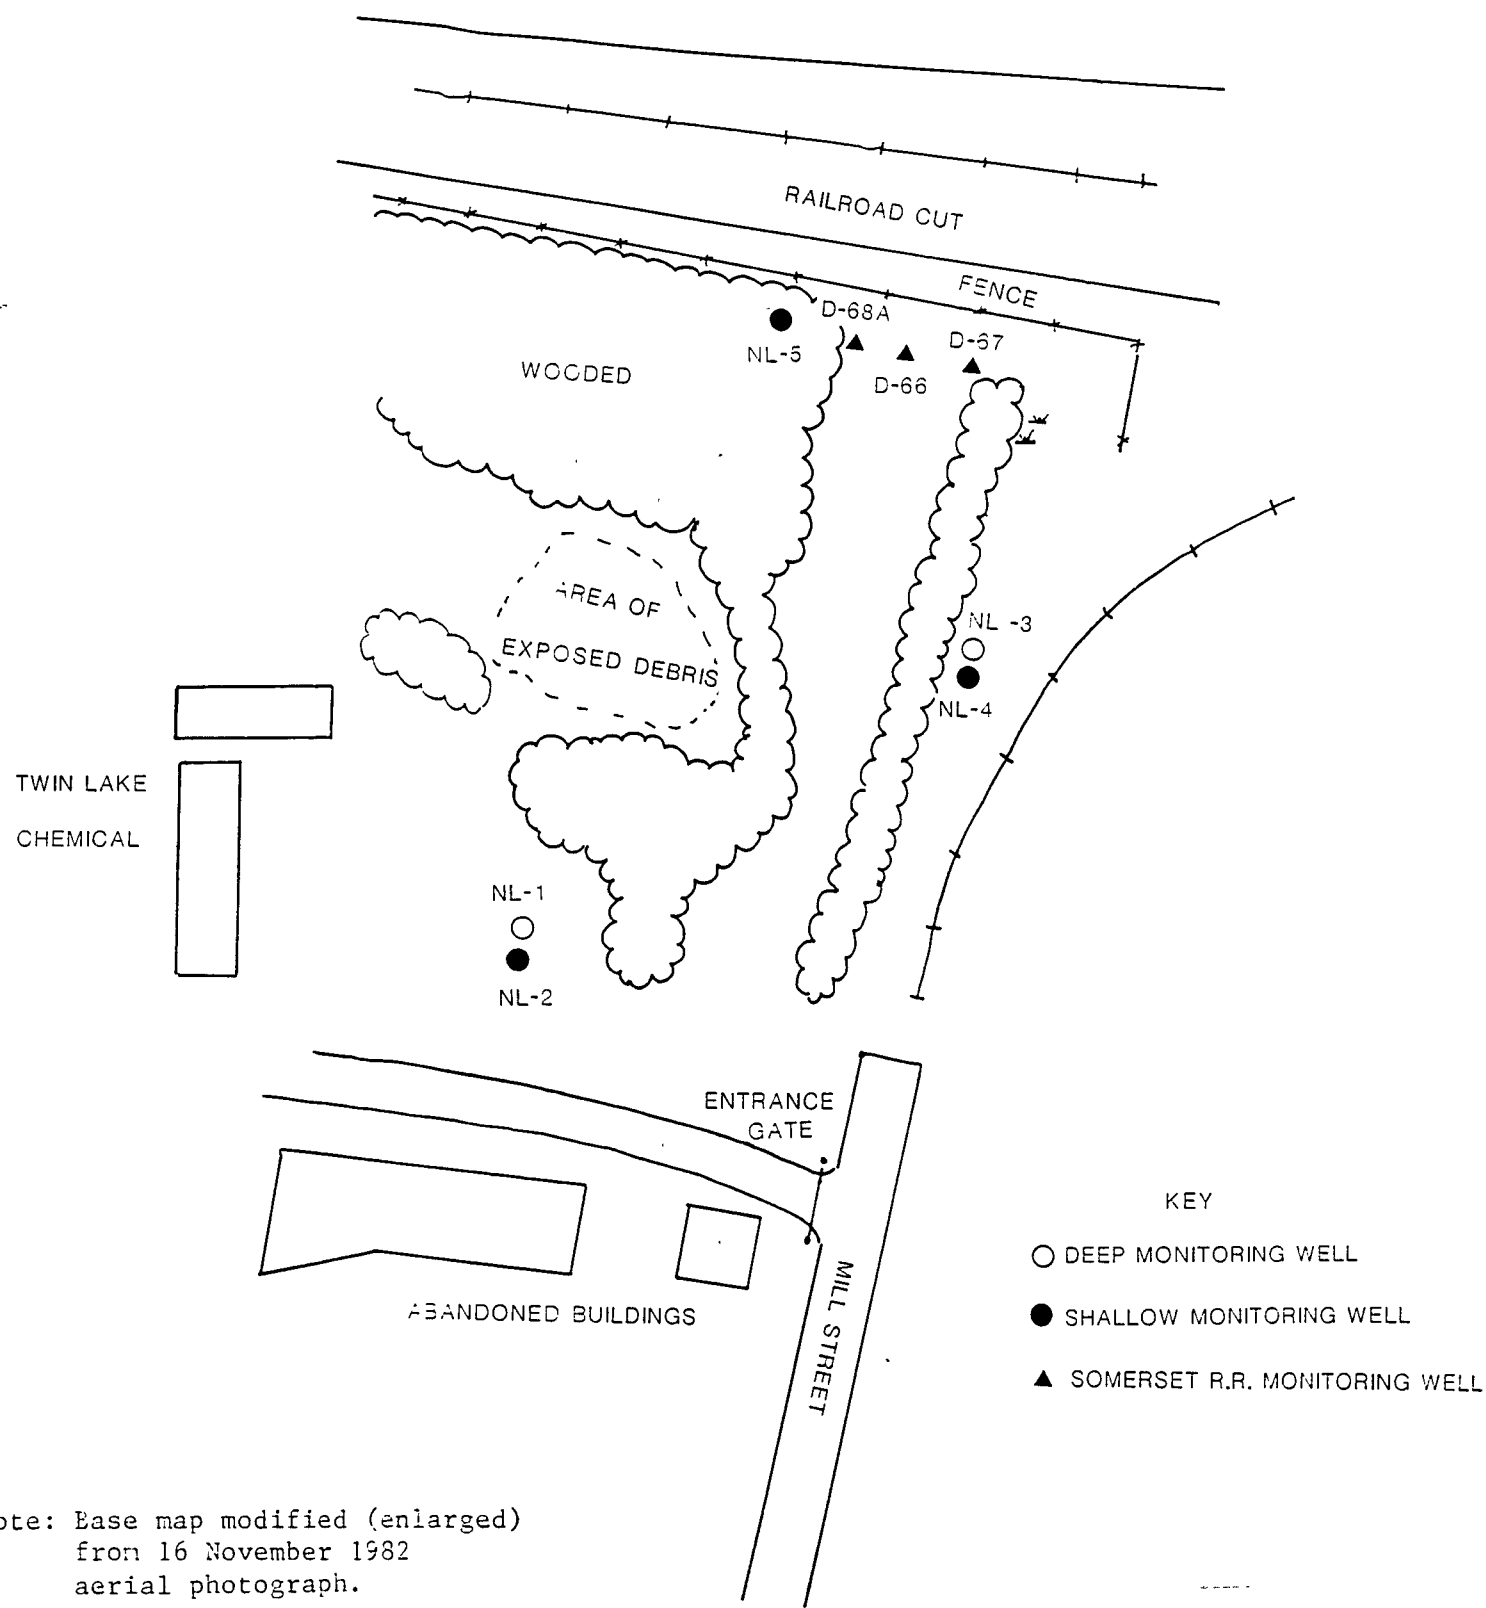 RAILROAD CUT
FENCE
D-68A
D-67
NL-5
D-66
WOODED
AREA OF
EXPOSED DEBRIS
NL -3
NL-4
TWIN LAKE
CHEMICAL
NL-1
NL-2
ENTRANCE
GATE
MILL STREET
ABANDONED BUILDINGS
KEY
DEEP MONITORING WELL
SHALLOW MONITORING WELL
SOMERSET R.R. MONITORING WELL
ote: Base map modified (enlarged)
from 16 November 1982
aerial photograph.